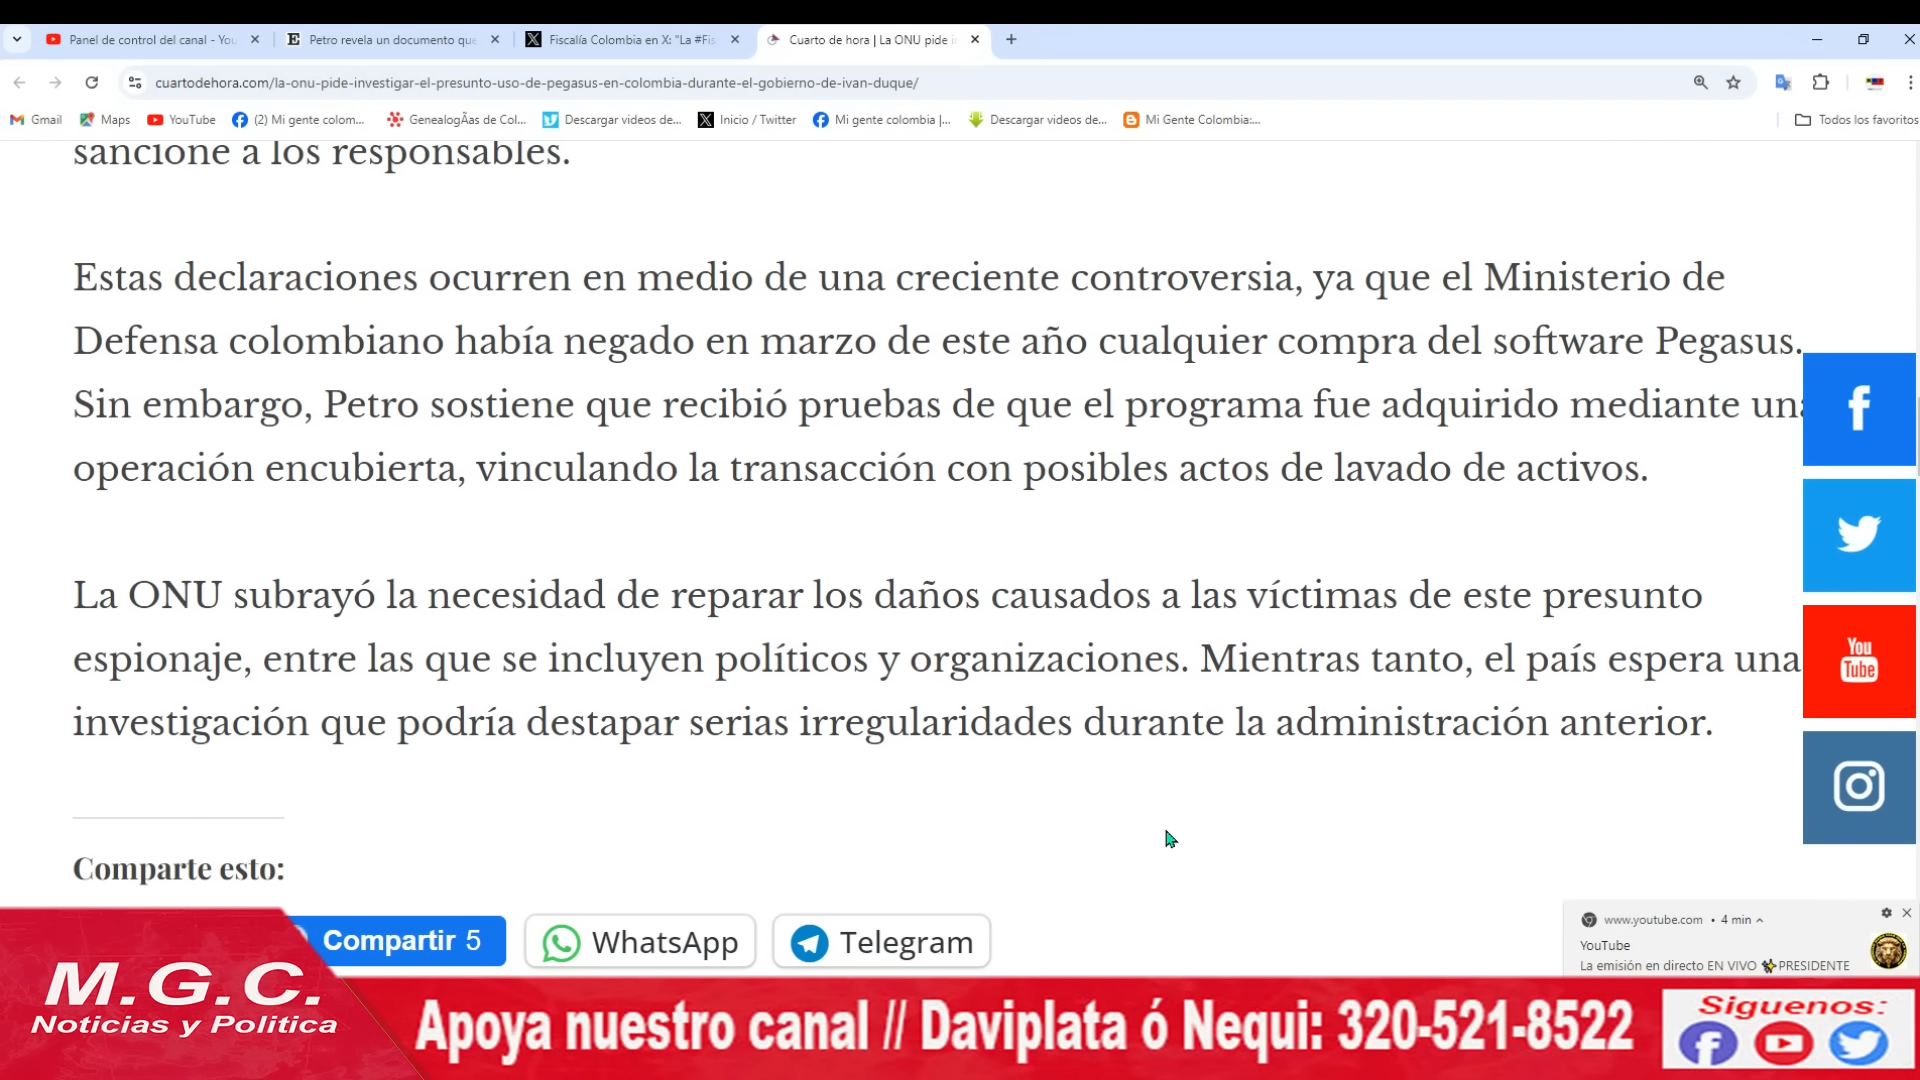 Panel de control del canal - You
Petro revela un documento que
Fiscalía Colombia en X: "La #Fis
Cuarto de hora | La ONU pide i
cuartodehora.com/la-onu-pide-investigar-el-presunto-uso-de-pegasus-en-colombia-durante-el-gobierno-de-ivan-duque/
Gmail
Maps
YouTube
(2) Mi gente colom...
GenealogÃas de Col...
Descargar videos de...
Inicio / Twitter
Mi gente colombia |...
Descargar videos de...
Mi Gente Colombia:...
Todos los favoritos
sancione a los responsables.
Estas declaraciones ocurren en medio de una creciente controversia, ya que el Ministerio de
Defensa colombiano había negado en marzo de este año cualquier compra del software Pegasus.
Sin embargo, Petro sostiene que recibió pruebas de que el programa fue adquirido mediante una
operación encubierta, vinculando la transacción con posibles actos de lavado de activos.
La ONU subrayó la necesidad de reparar los daños causados a las víctimas de este presunto
espionaje, entre las que se incluyen políticos y organizaciones. Mientras tanto, el país espera una
investigación que podría destapar serias irregularidades durante la administración anterior.
You
Tube
Comparte esto:
Compartir 5
WhatsApp
Telegram
www.youtube.com • 4 min
YouTube
La emisión en directo EN VIVO ✨PRESIDENTE
M.G.C.
Noticias y Politica
Apoya nuestro canal // Daviplata ó Nequi: 320-521-8522
Siguenos: